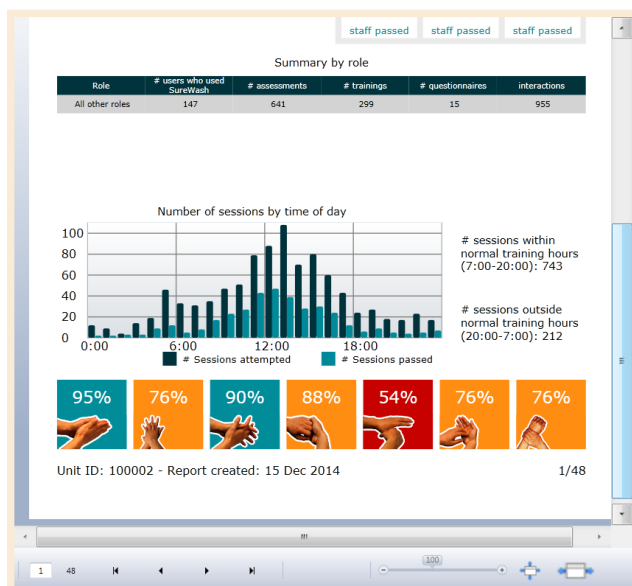 staff passed staff passed staff passed
Summary by role
Role # users who used SureWash # assessments # trainings # questionnaires interactions
All other roles 147 641 299 15 955
Number of sessions by time of day
100
80
60
40
20
0
0:00 6:00 12:00 18:00
# Sessions attempted # Sessions passed
# sessions within
normal training hours
(7:00-20:00): 743
# sessions outside
normal training hours
(20:00-7:00): 212
95% 76% 90% 88% 54% 76% 76%
Unit ID: 100002 - Report created: 15 Dec 2014 1/48
1 48 100